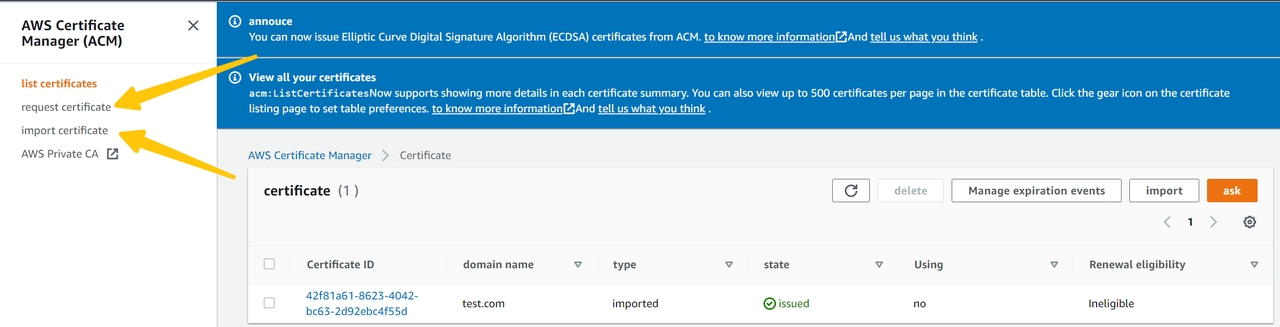 AWS Certificate
Manager (ACM)
list certificates
request certificate
import certificate
AWS Private CA
annouce
You can now issue Elliptic Curve Digital Signature Algorithm (ECDSA) certificates from ACM. to know more informationAnd tell us what you think .
View all your certificates
acm:ListCertificatesNow supports showing more details in each certificate summary. You can also view up to 500 certificates per page in the certificate table. Click the gear icon on the certificate
listing page to set table preferences. to know more informationAnd tell us what you think .
AWS Certificate Manager > Certificate
certificate (1 )
delete
Manage expiration events
import
ask
1
Certificate ID domain name type state Using Renewal eligibility
42f81a61-8623-4042-
bc63-2d92ebc4f55d
test.com imported issued no Ineligible